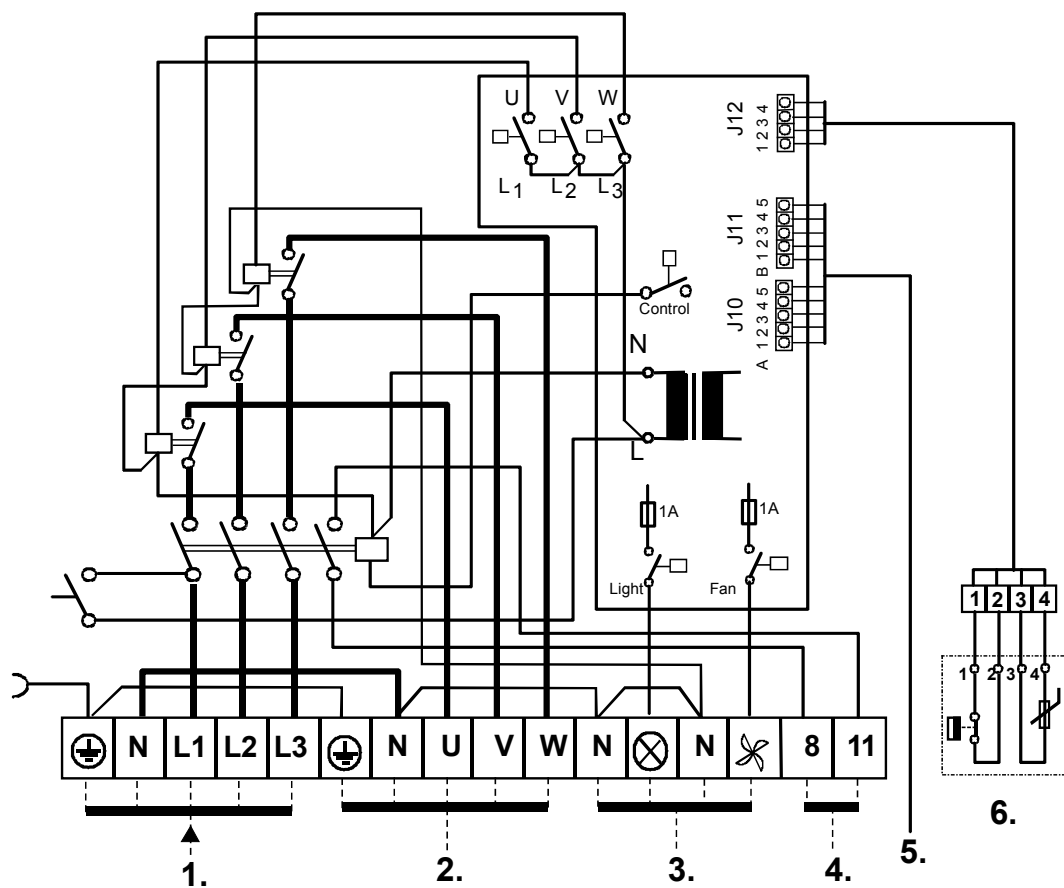 U V W
L1 L2 L3
J12
1 2 3 4
J11
B 1 2 3 4 5
J10
A 1 2 3 4 5
Control
N
L
1A
1A
Light
Fan
N L1 L2 L3 N U V W N N 8 11
1 2 3 4
1 2 3 4
1.
2.
3.
4.
5.
6.